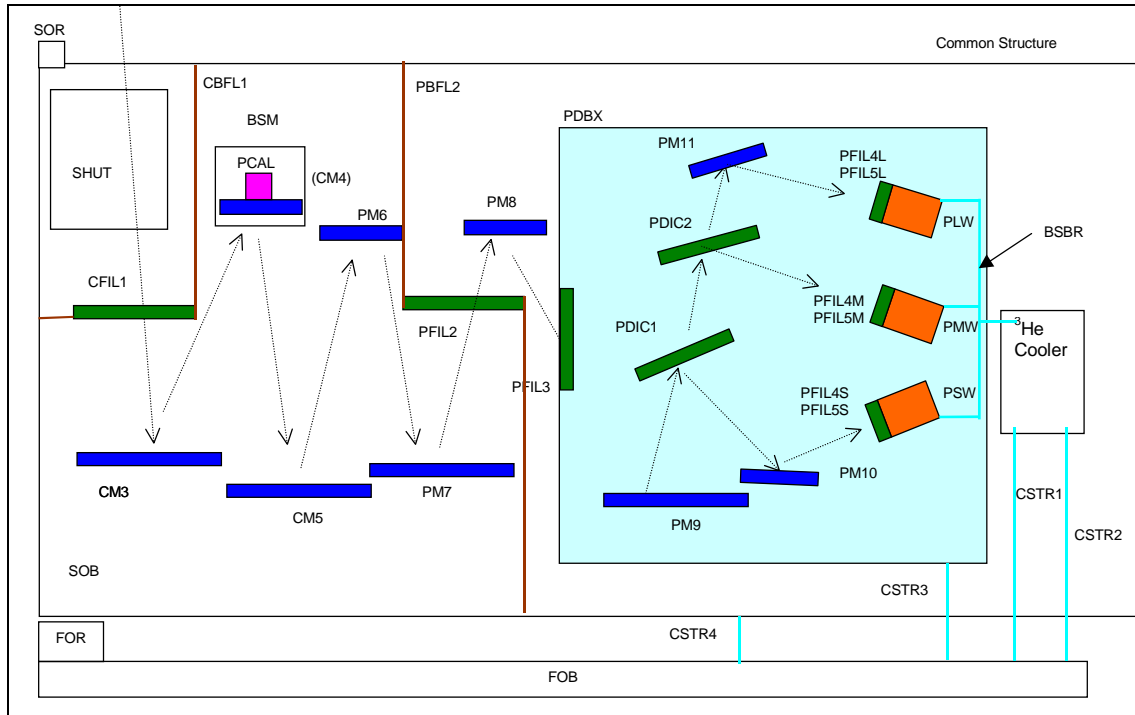 SOR
Common Structure
CBFL1
PBFL2
BSM
PDBX
SHUT
PCAL
(CM4)
PM11
PFIL4L
PFIL5L
PM6
PM8
PLW
BSBR
PDIC2
CFIL1
PFIL2
PDIC1
PFIL4M
PFIL5M
PMW
3He
Cooler
PFIL3
PFIL4S
PFIL5S
PSW
CM3
CM5
PM7
PM10
PM9
CSTR1
CSTR2
SOB
CSTR3
CSTR4
FOR
FOB